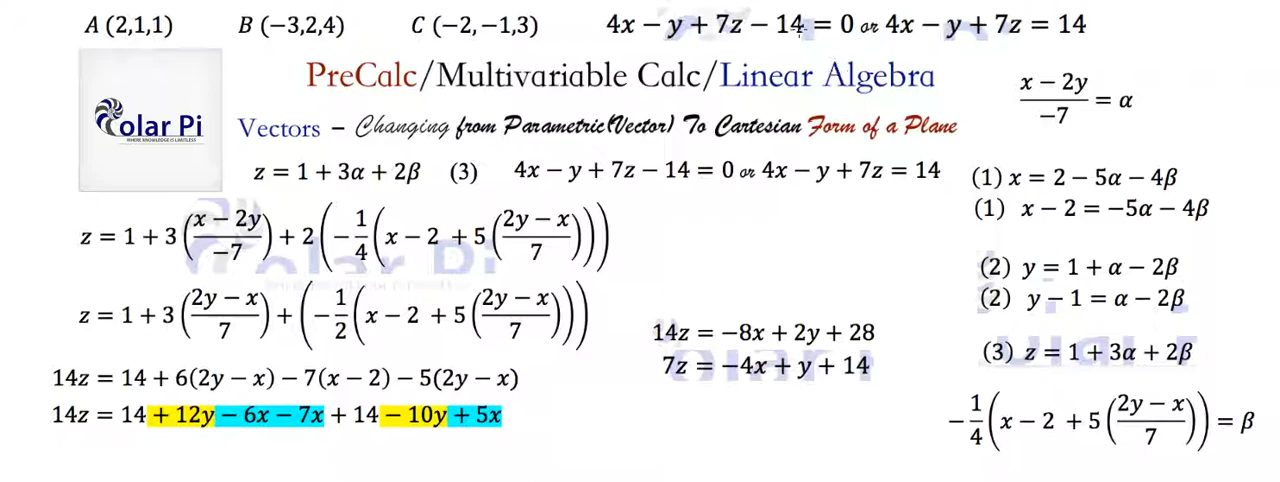 A (2,1,1) B (−3,2,4) C (−2,−1,3) 4x − y + 7z − 14 = 0 or 4x − y + 7z = 14
PreCalc/Multivariable Calc/Linear Algebra
olar Pi
WHERE KNOWLEDGE IS LIMITLESS
Vectors – Changing from Parametric(Vector) To Cartesian Form of a Plane
(x − 2y)/−7 = α
z = 1 + 3α + 2β (3) 4x − y + 7z − 14 = 0 or 4x − y + 7z = 14
z = 1 + 3((x − 2y)/−7) + 2(−1/4(x − 2 + 5((2y − x)/7)))
z = 1 + 3((2y − x)/7) + (−1/2(x − 2 + 5((2y − x)/7)))
14z = 14 + 6(2y − x) − 7(x − 2) − 5(2y − x)
14z = 14 + 12y − 6x − 7x + 14 − 10y + 5x
14z = −8x + 2y + 28
7z = −4x + y + 14
(1) x = 2 − 5α − 4β
(1) x − 2 = −5α − 4β
(2) y = 1 + α − 2β
(2) y − 1 = α − 2β
(3) z = 1 + 3α + 2β
−1/4(x − 2 + 5((2y − x)/7)) = β
olar Pi